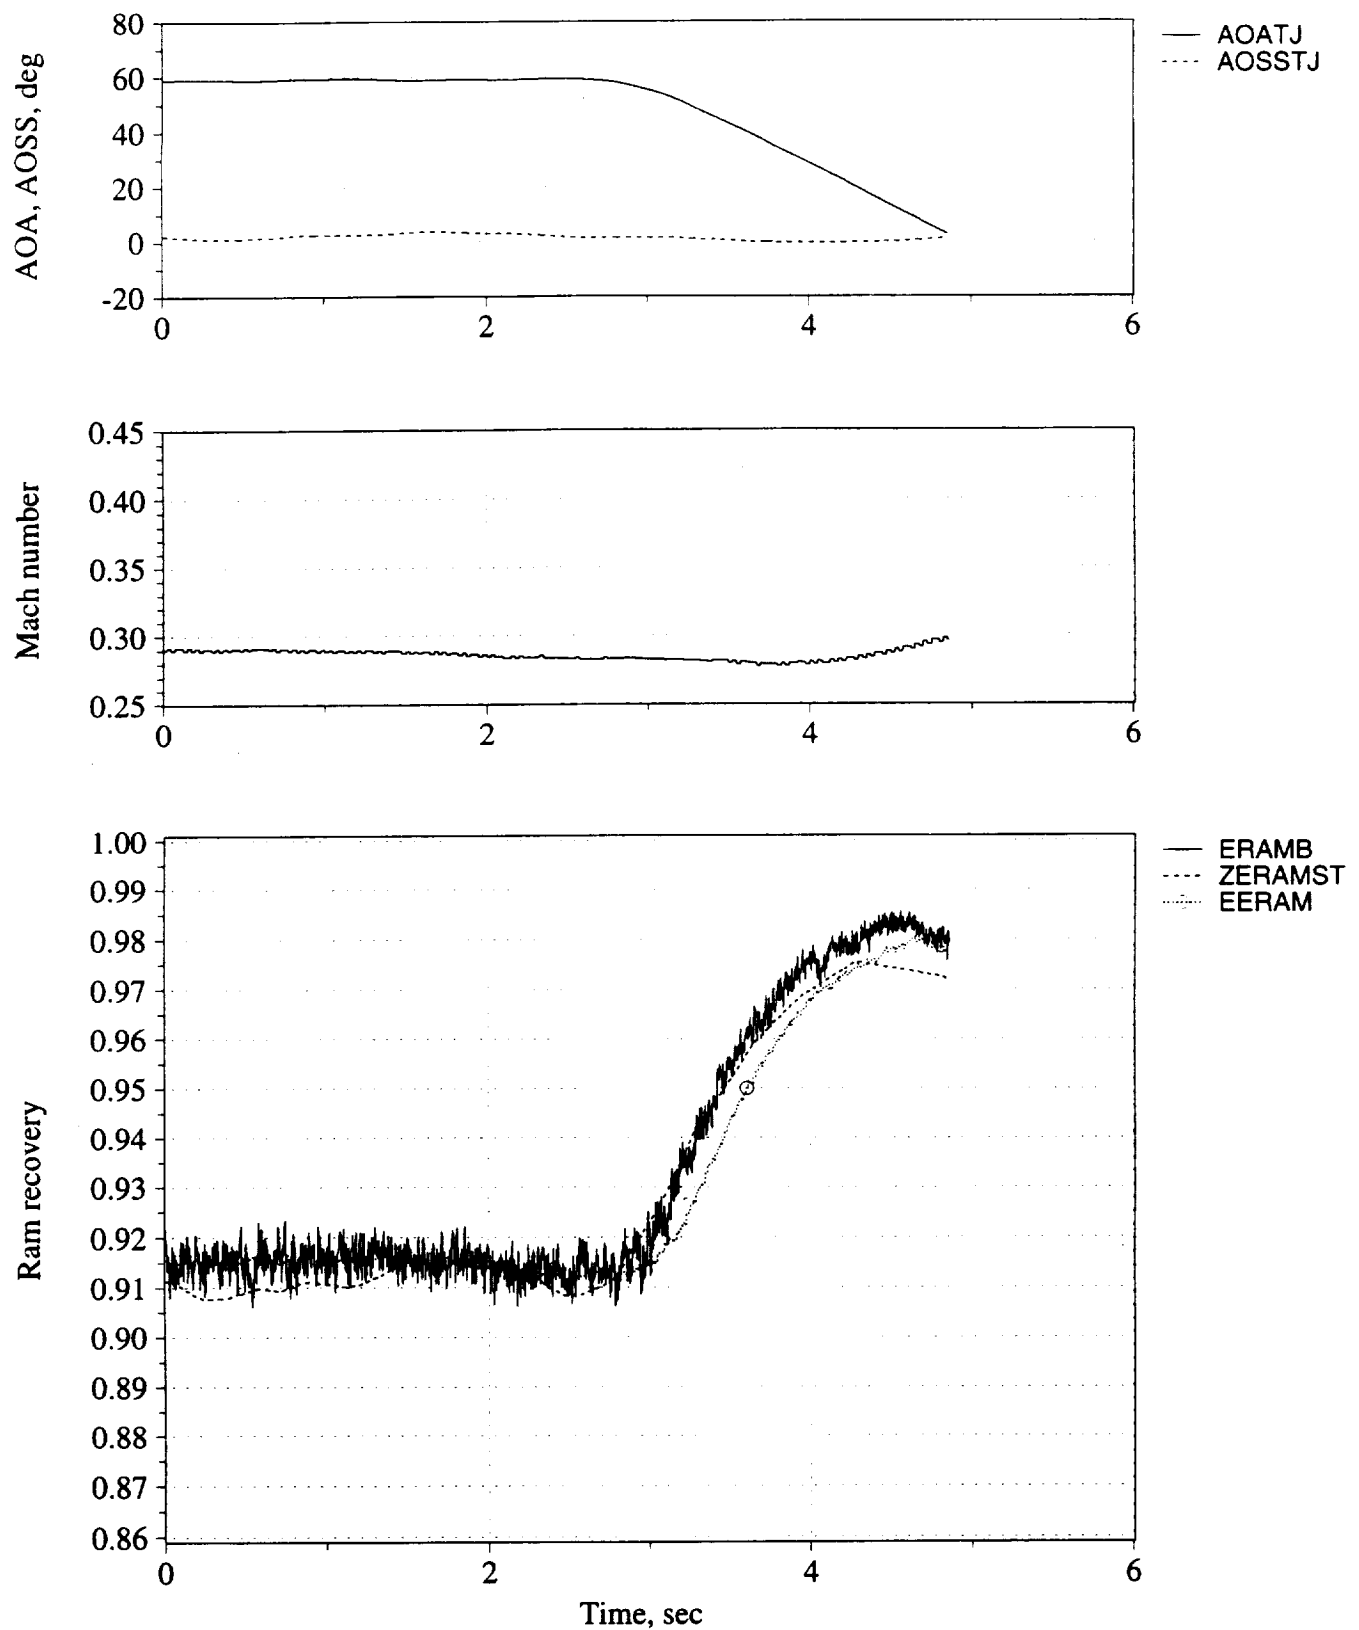 AOA, AOSS, deg
80
60
40
20
0
-20
0 2 4 6
AOATJ
AOSSTJ
Mach number
0.45
0.40
0.35
0.30
0.25
0 2 4 6
Ram recovery
1.00
0.99
0.98
0.97
0.96
0.95
0.94
0.93
0.92
0.91
0.90
0.89
0.88
0.87
0.86
0 2 4 6
Time, sec
ERAMB
ZERAMST
EERAM